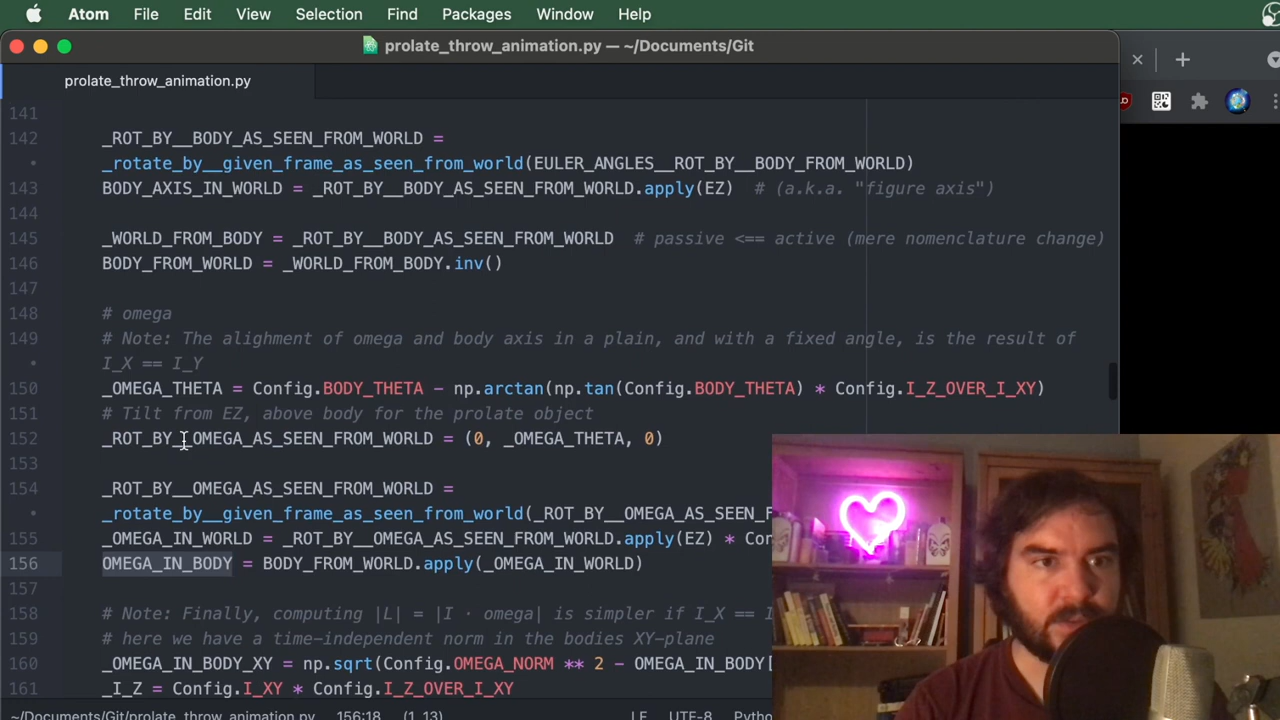 Atom File Edit View Selection Find Packages Window Help
prolate_throw_animation.py — ~/Documents/Git
prolate_throw_animation.py
141
142 _ROT_BY__BODY_AS_SEEN_FROM_WORLD =
• _rotate_by__given_frame_as_seen_from_world(EULER_ANGLES__ROT_BY__BODY_FROM_WORLD)
143 BODY_AXIS_IN_WORLD = _ROT_BY__BODY_AS_SEEN_FROM_WORLD.apply(EZ) # (a.k.a. "figure axis")
144
145 _WORLD_FROM_BODY = _ROT_BY__BODY_AS_SEEN_FROM_WORLD # passive <== active (mere nomenclature change)
146 BODY_FROM_WORLD = _WORLD_FROM_BODY.inv()
147
148 # omega
149 # Note: The alighment of omega and body axis in a plain, and with a fixed angle, is the result of
• I_X == I_Y
150 _OMEGA_THETA = Config.BODY_THETA - np.arctan(np.tan(Config.BODY_THETA) * Config.I_Z_OVER_I_XY)
151 # Tilt from EZ, above body for the prolate object
152 _ROT_BY__OMEGA_AS_SEEN_FROM_WORLD = (0, _OMEGA_THETA, 0)
153
154 _ROT_BY__OMEGA_AS_SEEN_FROM_WORLD =
• _rotate_by__given_frame_as_seen_from_world(_ROT_BY__OMEGA_AS_SEEN_F
155 _OMEGA_IN_WORLD = _ROT_BY__OMEGA_AS_SEEN_FROM_WORLD.apply(EZ) * Con
156 OMEGA_IN_BODY = BODY_FROM_WORLD.apply(_OMEGA_IN_WORLD)
157
158 # Note: Finally, computing |L| = |I · omega| is simpler if I_X == I
159 # here we have a time-independent norm in the bodies XY-plane
160 _OMEGA_IN_BODY_XY = np.sqrt(Config.OMEGA_NORM ** 2 - OMEGA_IN_BODY[
161 _I_Z = Config.I_XY * Config.I_Z_OVER_I_XY
~/Documents/Git/prolate_throw_animation.py 156:18 (1, 13) LF UTF-8 Python